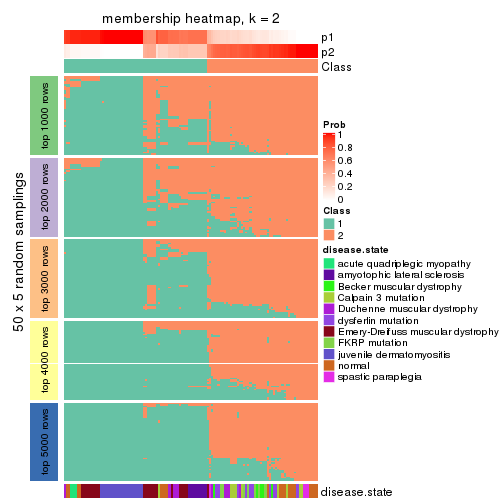 membership heatmap, k = 2
p1
p2
Class
50 x 5 random samplings
top 1000 rows
top 2000 rows
top 3000 rows
top 4000 rows
top 5000 rows
Prob
1
0.8
0.6
0.4
0.2
0
Class
1
2
disease.state
acute quadriplegic myopathy
amyotophic lateral sclerosis
Becker muscular dystrophy
Calpain 3 mutation
Duchenne muscular dystrophy
dysferlin mutation
Emery-Dreifuss muscular dystrophy
FKRP mutation
juvenile dermatomyositis
normal
spastic paraplegia
disease.state